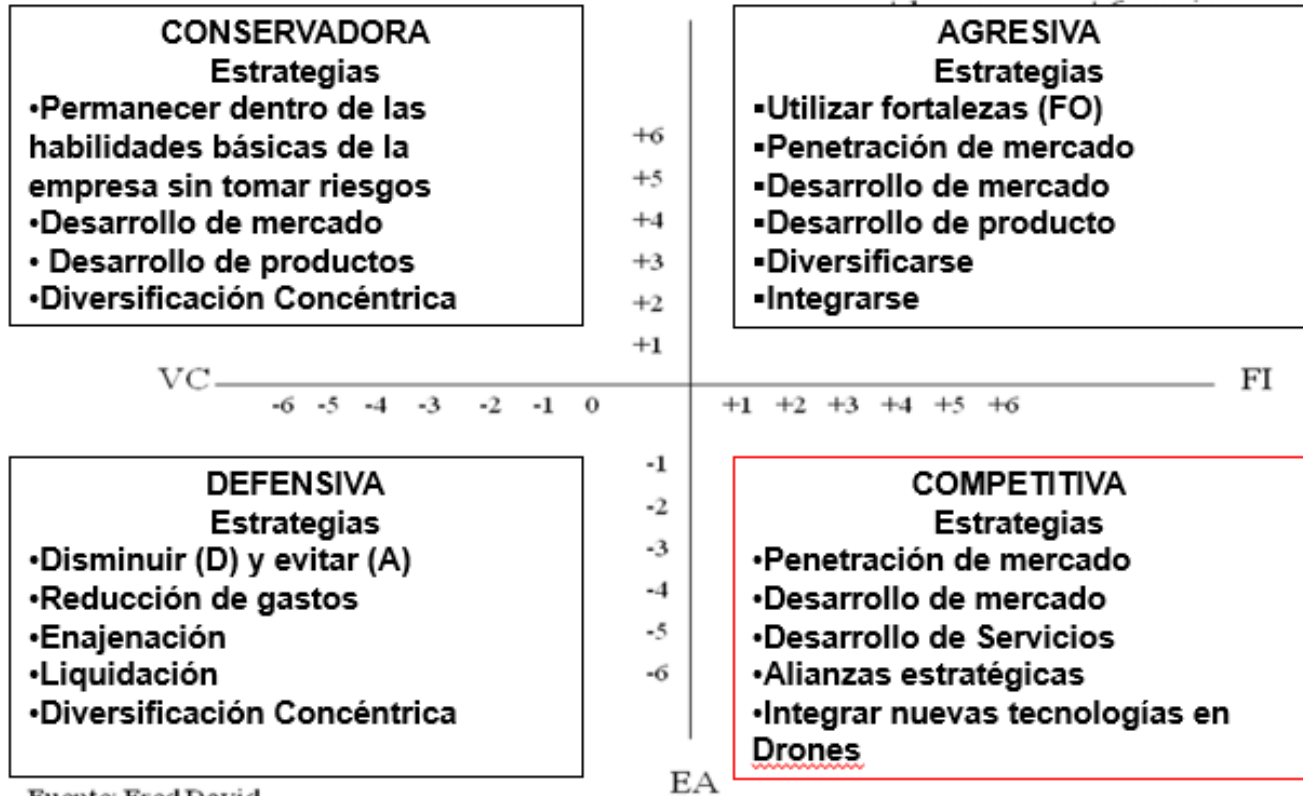 CONSERVADORA
Estrategias
•Permanecer dentro de las
habilidades básicas de la
empresa sin tomar riesgos
•Desarrollo de mercado
• Desarrollo de productos
•Diversificación Concéntrica
AGRESIVA
Estrategias
▪Utilizar fortalezas (FO)
▪Penetración de mercado
▪Desarrollo de mercado
▪Desarrollo de producto
▪Diversificarse
▪Integrarse
+6
+5
+4
+3
+2
+1
VC
FI
-6 -5 -4 -3 -2 -1 0 +1 +2 +3 +4 +5 +6
DEFENSIVA
Estrategias
•Disminuir (D) y evitar (A)
•Reducción de gastos
•Enajenación
•Liquidación
•Diversificación Concéntrica
-1
-2
-3
-4
-5
-6
COMPETITIVA
Estrategias
•Penetración de mercado
•Desarrollo de mercado
•Desarrollo de Servicios
•Alianzas estratégicas
•Integrar nuevas tecnologías en
Drones
EA
Fuente: Fred David